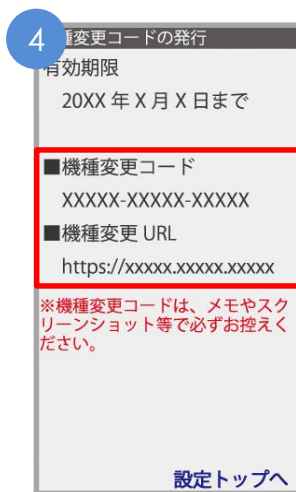 4
種変更コードの発行
有効期限
20XX 年 X 月 X 日まで
■機種変更コード
XXXXX-XXXXX-XXXXX
■機種変更 URL
https://xxxxx.xxxxx.xxxxx
※機種変更コードは、メモやスク
リーンショット等で必ずお控えく
ださい。
設定トップへ